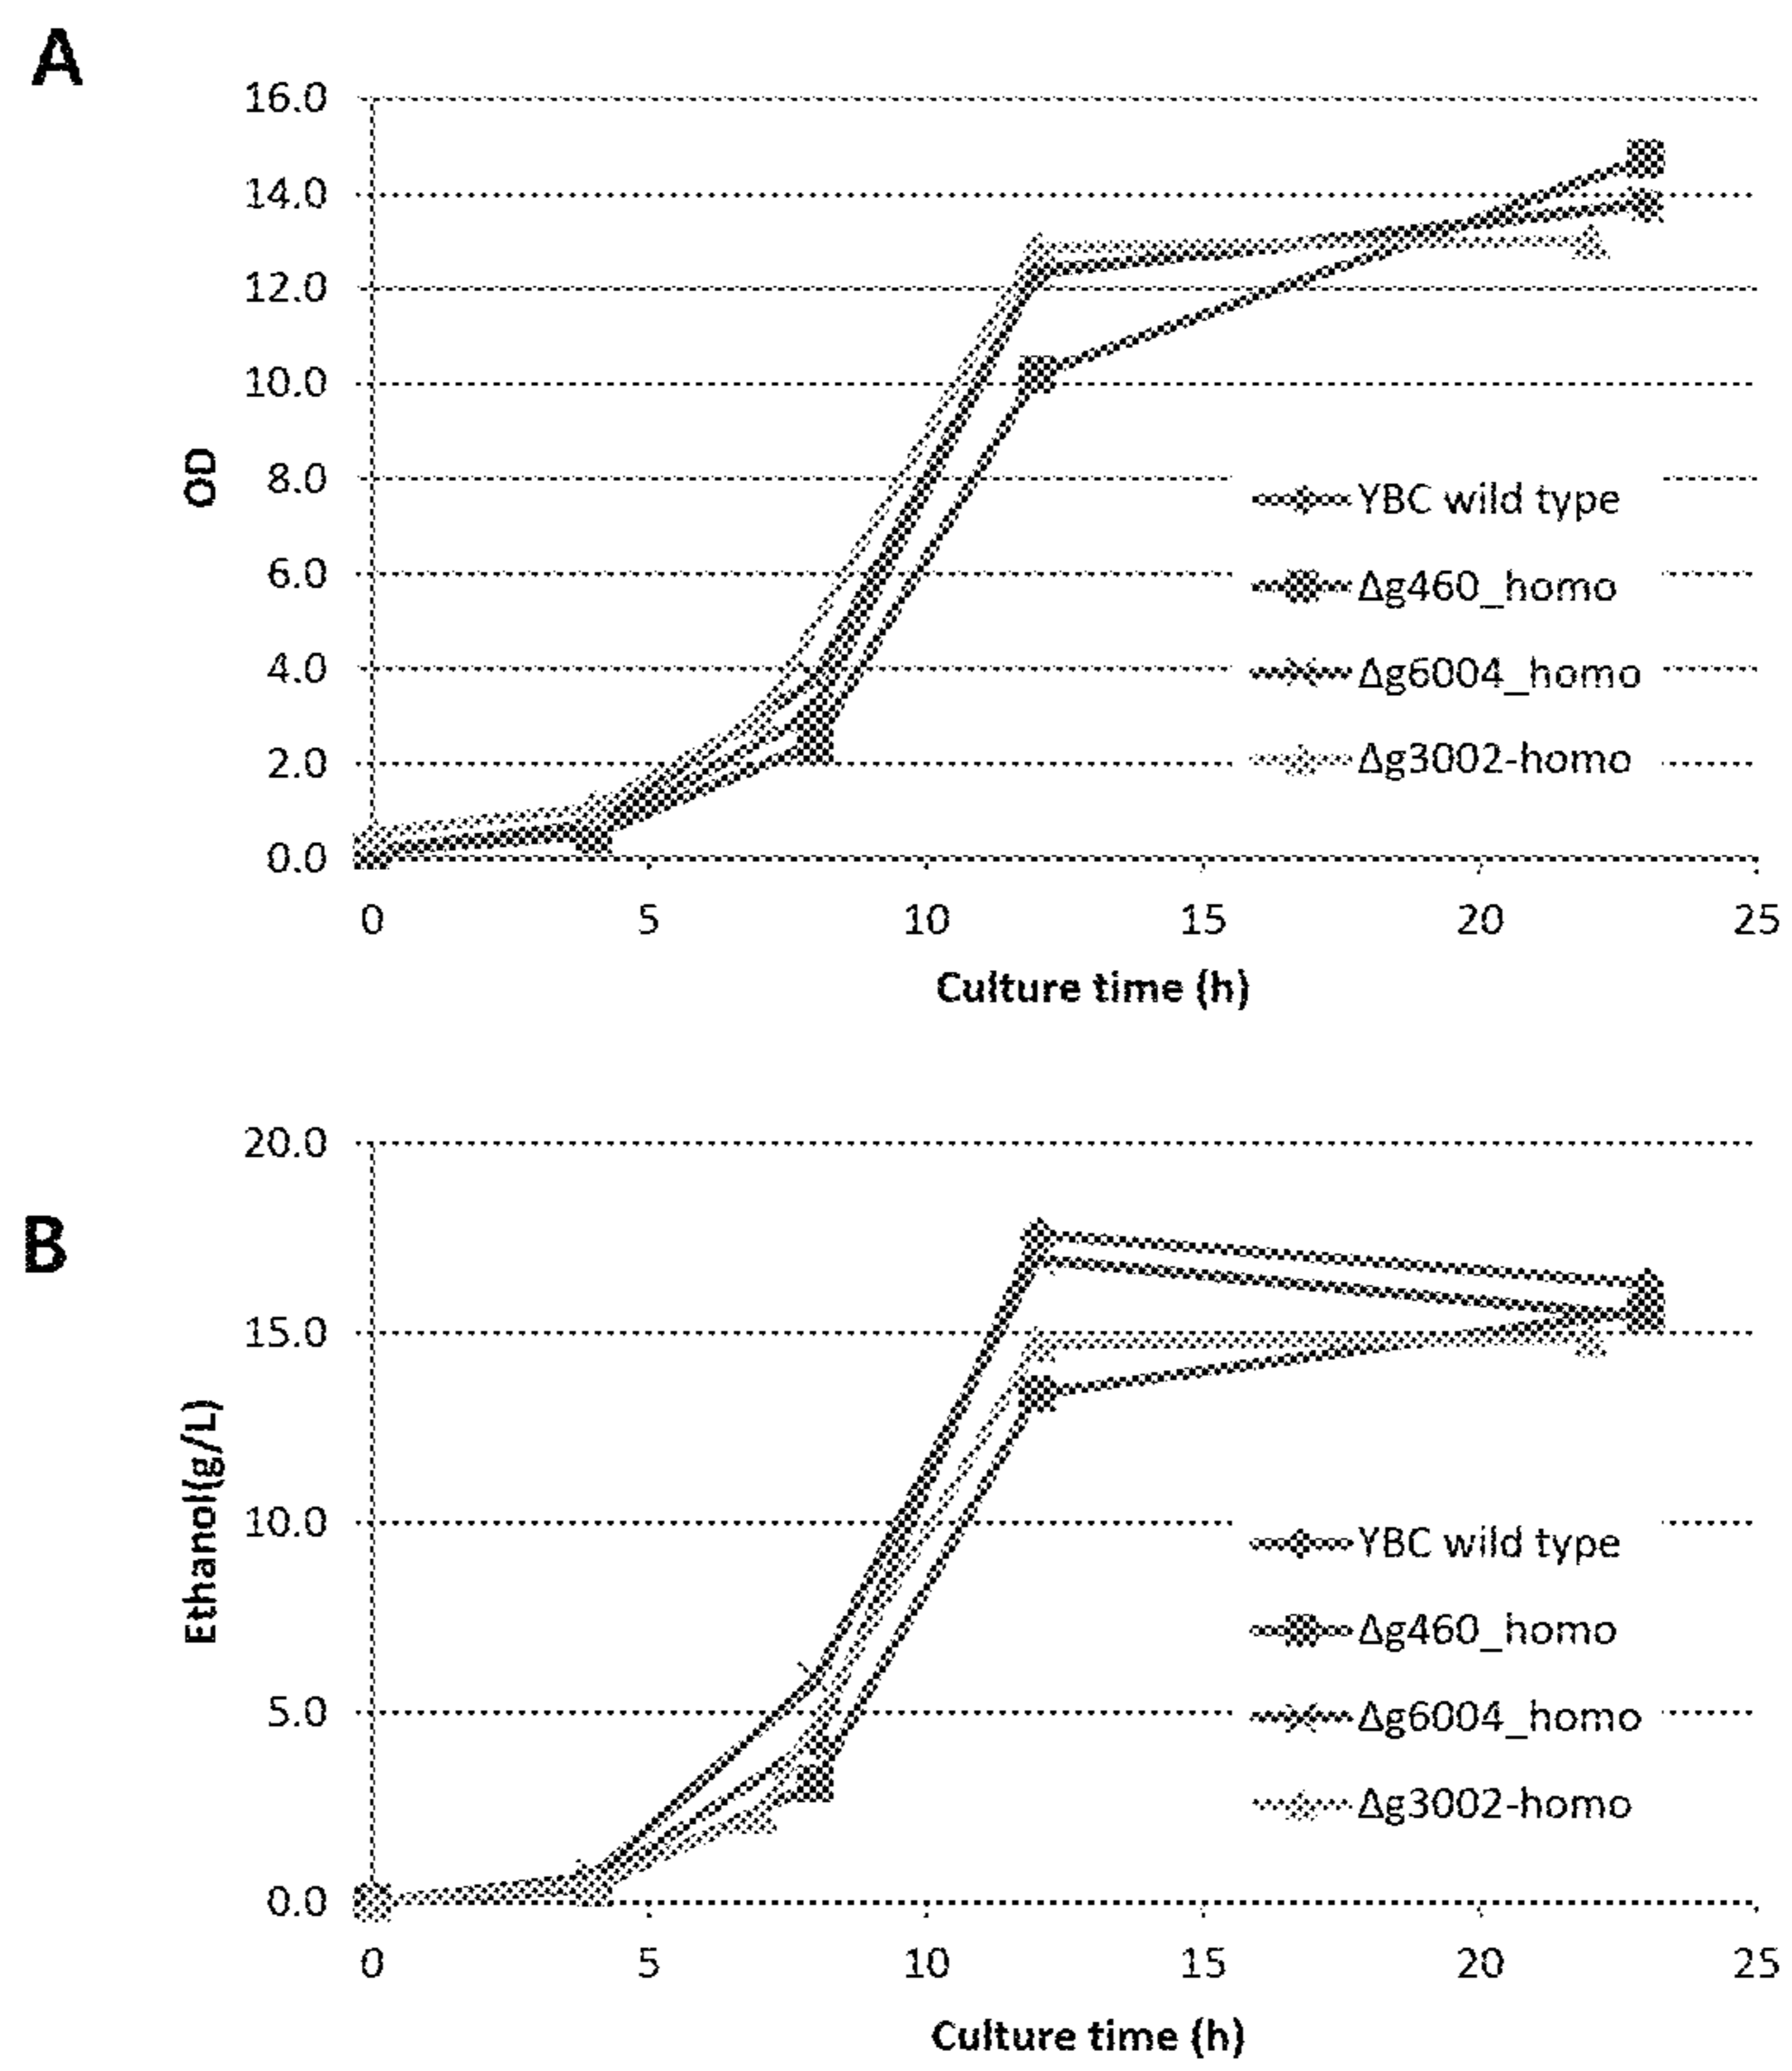 A
16.0
14.0
12.0
10.0
8.0
6.0
4.0
2.0
0.0
OD
YBC wild type
Δg460_homo
Δg6004_homo
Δg3002-homo
0 5 10 15 20 25
Culture time (h)
B
20.0
15.0
10.0
5.0
0.0
Ethanol(g/L)
YBC wild type
Δg460_homo
Δg6004_homo
Δg3002-homo
0 5 10 15 20 25
Culture time (h)